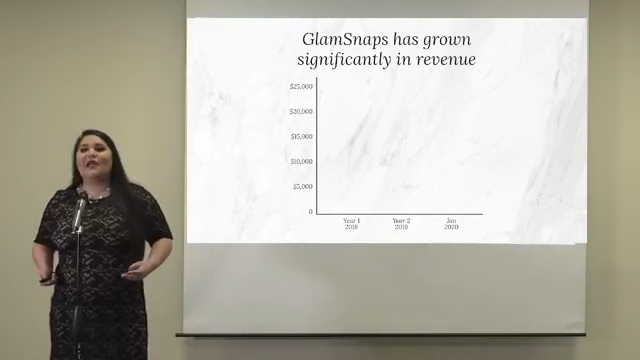 GlamSnaps has grown
significantly in revenue
$25,000
$20,000
$15,000
$10,000
$5,000
0
Year 1 Year 2 Jan
2018 2019 2020